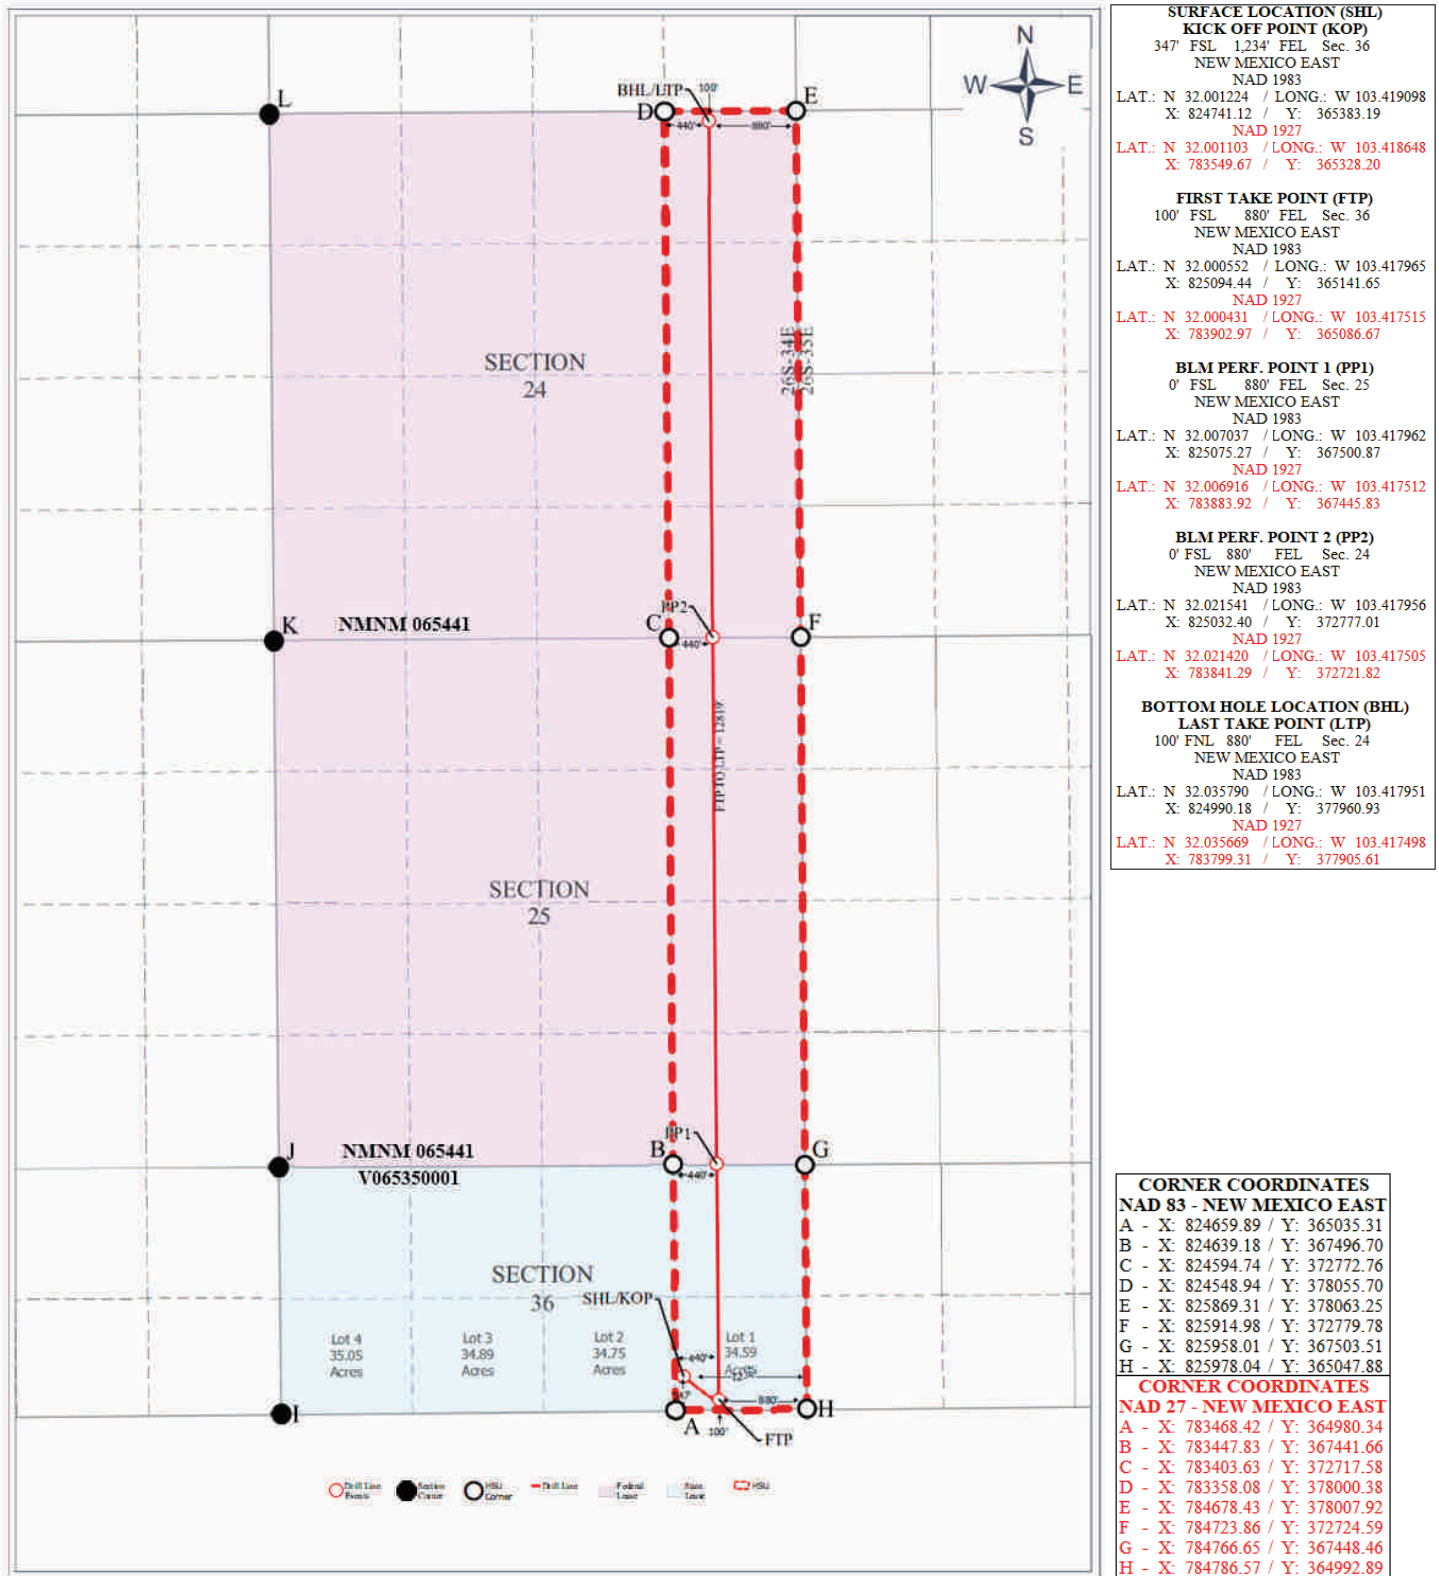 L
BHL/LTP
100'
D
E
440'
880'
N
W
E
S
SECTION
24
26S-34E
26S-35E
K
NMNM 065441
PP2
C
F
440'
FTP TO LTP = 12819'
SECTION
25
J
NMNM 065441
V065350001
PP1
B
G
440'
SECTION
36
SHL/KOP
Lot 4
35.05
Acres
Lot 3
34.89
Acres
Lot 2
34.75
Acres
Lot 1
34.59
Acres
440'
880'
I
A
100'
H
FTP
Drill Line
Points
Section
Corner
HSU
Corner
Drill Line
Federal
Lease
State
Lease
HSU
SURFACE LOCATION (SHL)
KICK OFF POINT (KOP)
347' FSL 1,234' FEL Sec. 36
NEW MEXICO EAST
NAD 1983
LAT.: N 32.001224 / LONG.: W 103.419098
X: 824741.12 / Y: 365383.19
NAD 1927
LAT.: N 32.001103 / LONG.: W 103.418648
X: 783549.67 / Y: 365328.20
FIRST TAKE POINT (FTP)
100' FSL 880' FEL Sec. 36
NEW MEXICO EAST
NAD 1983
LAT.: N 32.000552 / LONG.: W 103.417965
X: 825094.44 / Y: 365141.65
NAD 1927
LAT.: N 32.000431 / LONG.: W 103.417515
X: 783902.97 / Y: 365086.67
BLM PERF. POINT 1 (PP1)
0' FSL 880' FEL Sec. 25
NEW MEXICO EAST
NAD 1983
LAT.: N 32.007037 / LONG.: W 103.417962
X: 825075.27 / Y: 367500.87
NAD 1927
LAT.: N 32.006916 / LONG.: W 103.417512
X: 783883.92 / Y: 367445.83
BLM PERF. POINT 2 (PP2)
0' FSL 880' FEL Sec. 24
NEW MEXICO EAST
NAD 1983
LAT.: N 32.021541 / LONG.: W 103.417956
X: 825032.40 / Y: 372777.01
NAD 1927
LAT.: N 32.021420 / LONG.: W 103.417505
X: 783841.29 / Y: 372721.82
BOTTOM HOLE LOCATION (BHL)
LAST TAKE POINT (LTP)
100' FNL 880' FEL Sec. 24
NEW MEXICO EAST
NAD 1983
LAT.: N 32.035790 / LONG.: W 103.417951
X: 824990.18 / Y: 377960.93
NAD 1927
LAT.: N 32.035669 / LONG.: W 103.417498
X: 783799.31 / Y: 377905.61
CORNER COORDINATES
NAD 83 - NEW MEXICO EAST
A - X: 824659.89 / Y: 365035.31
B - X: 824639.18 / Y: 367496.70
C - X: 824594.74 / Y: 372772.76
D - X: 824548.94 / Y: 378055.70
E - X: 825869.31 / Y: 378063.25
F - X: 825914.98 / Y: 372779.78
G - X: 825958.01 / Y: 367503.51
H - X: 825978.04 / Y: 365047.88
CORNER COORDINATES
NAD 27 - NEW MEXICO EAST
A - X: 783468.42 / Y: 364980.34
B - X: 783447.83 / Y: 367441.66
C - X: 783403.63 / Y: 372717.58
D - X: 783358.08 / Y: 378000.38
E - X: 784678.43 / Y: 378007.92
F - X: 784723.86 / Y: 372724.59
G - X: 784766.65 / Y: 367448.46
H - X: 784786.57 / Y: 364992.89